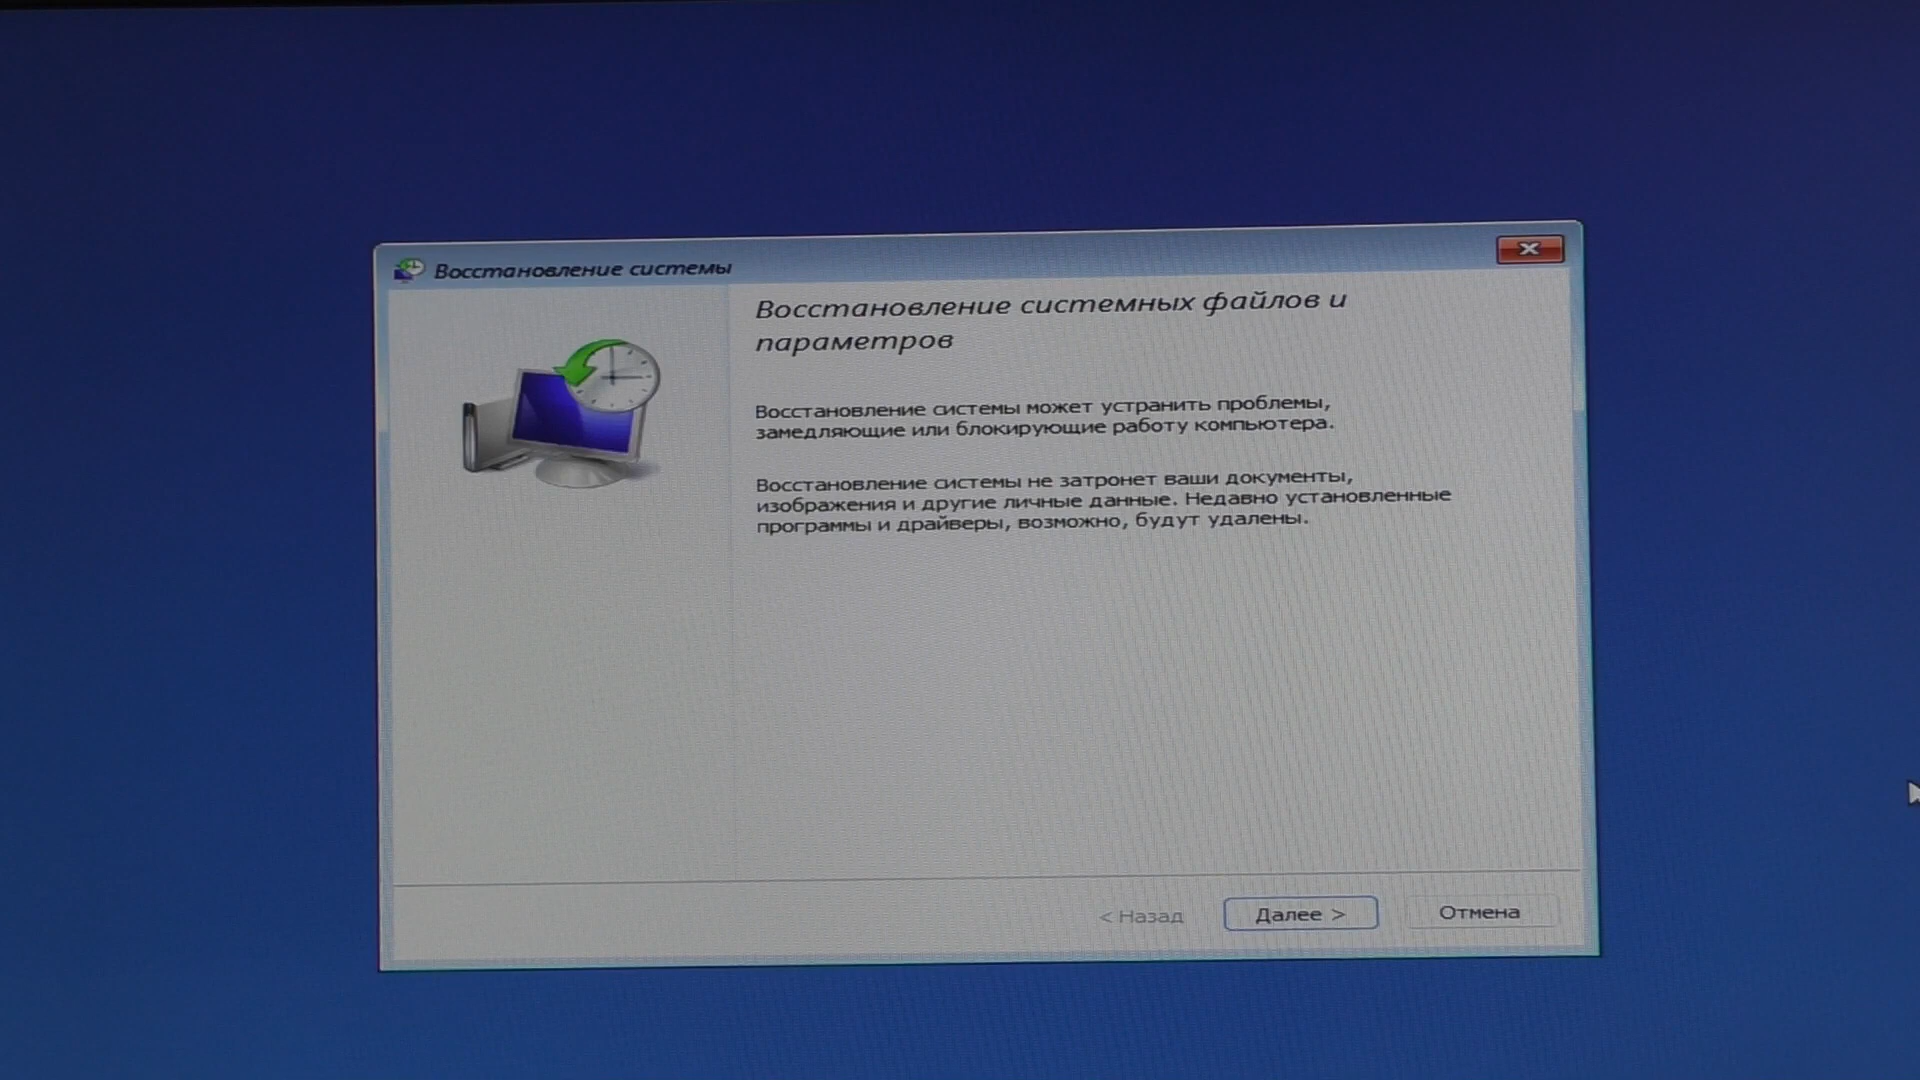 Восстановление системы
Восстановление системных файлов и
параметров
Восстановление системы может устранить проблемы,
замедляющие или блокирующие работу компьютера.
Восстановление системы не затронет ваши документы,
изображения и другие личные данные. Недавно установленные
программы и драйверы, возможно, будут удалены.
< Назад
Далее >
Отмена